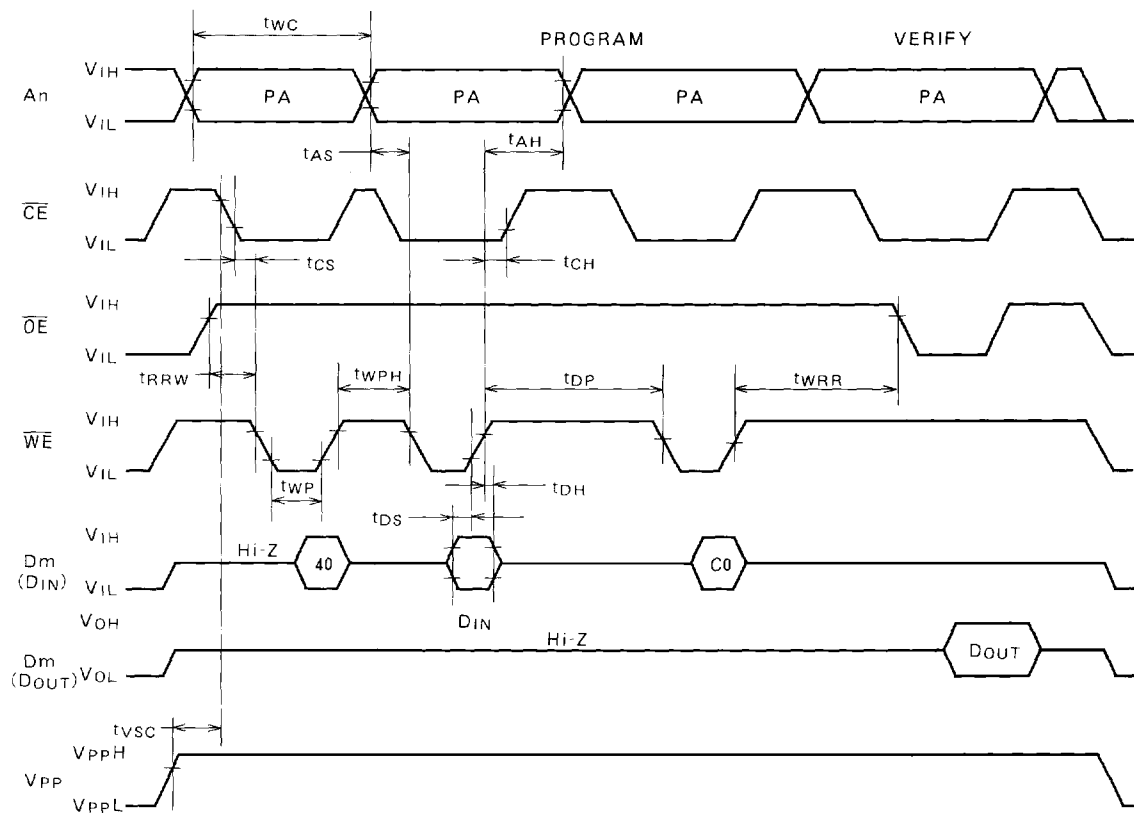 tWC
PROGRAM
VERIFY
An
VIH
VIL
PA
PA
PA
PA
tAS
tAH
CE
VIH
VIL
tCS
tCH
OE
VIH
VIL
tRRW
tWPH
tDP
tWRR
WE
VIH
VIL
tWP
tDS
tDH
Dm
(DIN)
VIH
VIL
Hi-Z
40
DIN
C0
Dm
(DOUT)
VOH
VOL
Hi-Z
DOUT
tVSC
VPP
VPPH
VPPL